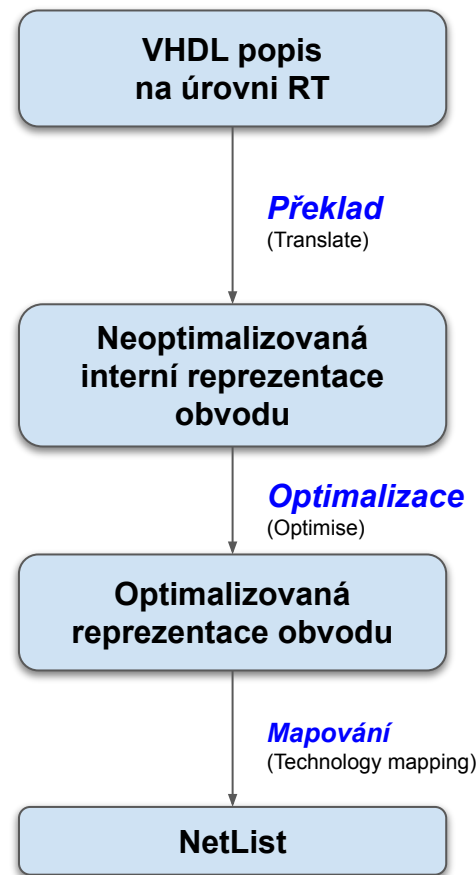 VHDL popis
na úrovni RT
Překlad
(Translate)
Neoptimalizovaná
interní reprezentace
obvodu
Optimalizace
(Optimise)
Optimalizovaná
reprezentace obvodu
Mapování
(Technology mapping)
NetList